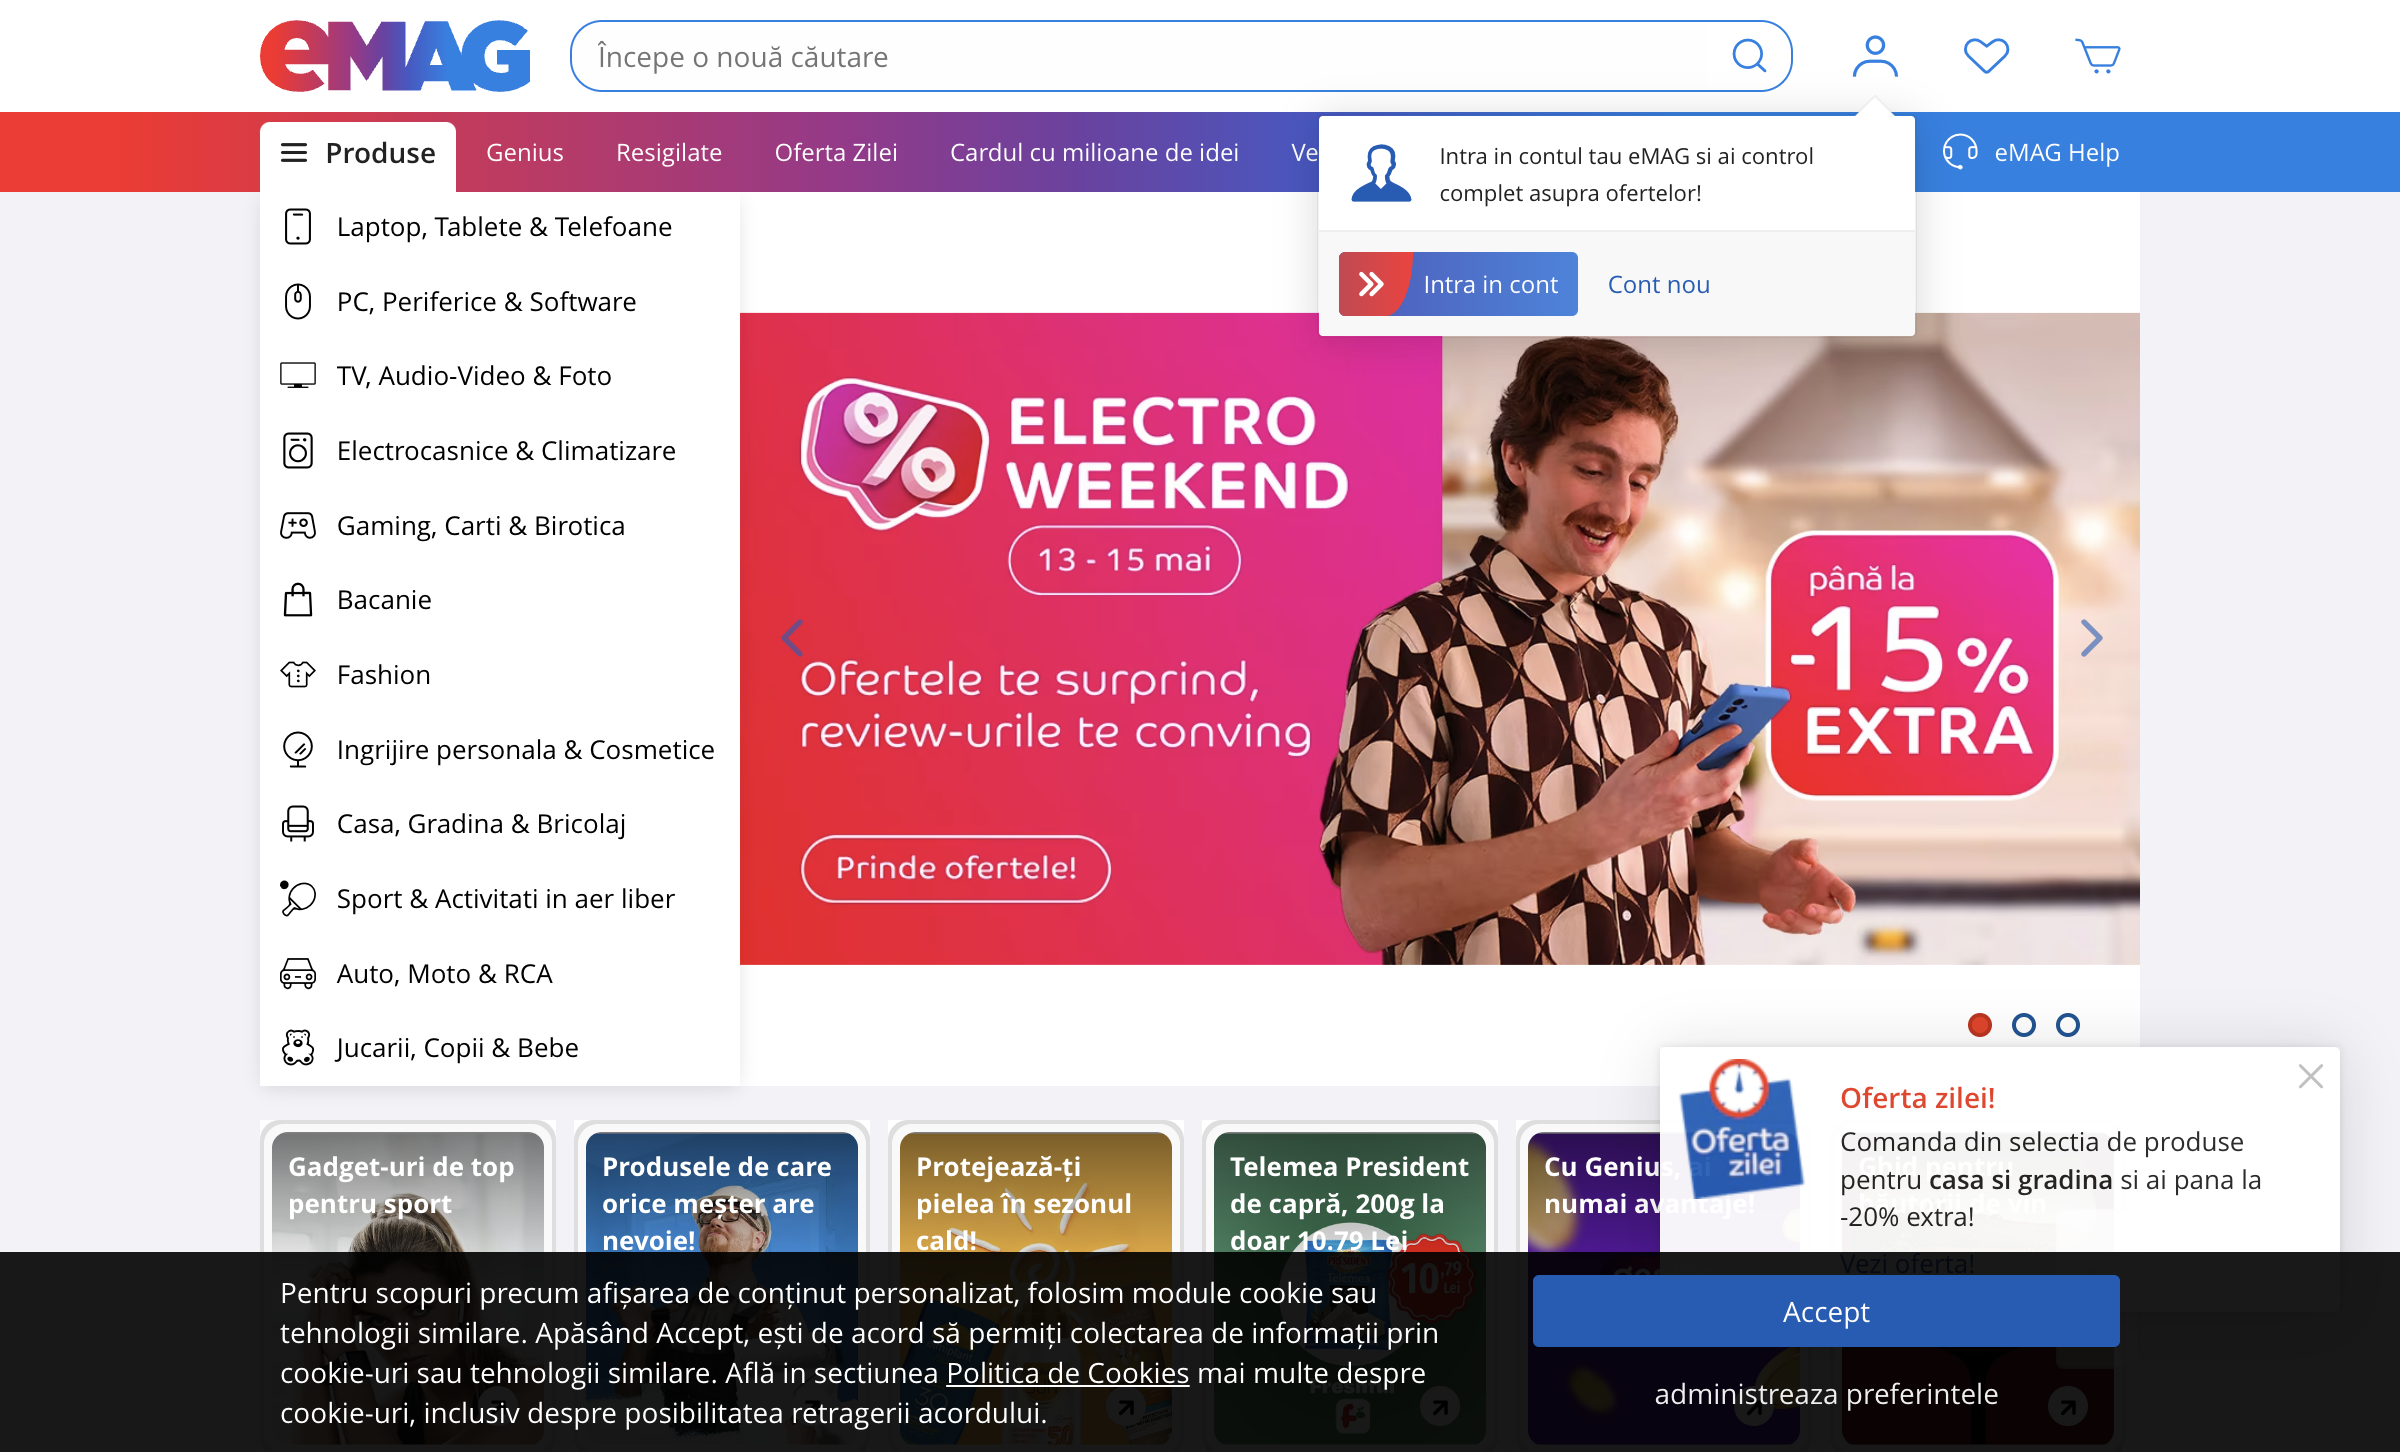 eMAG
Începe o nouă căutare
Produse
Genius
Resigilate
Oferta Zilei
Cardul cu milioane de idei
Ve
eMAG Help
Intra in contul tau eMAG si ai control
complet asupra ofertelor!
Intra in cont
Cont nou
Laptop, Tablete & Telefoane
PC, Periferice & Software
TV, Audio-Video & Foto
Electrocasnice & Climatizare
Gaming, Carti & Birotica
Bacanie
Fashion
Ingrijire personala & Cosmetice
Casa, Gradina & Bricolaj
Sport & Activitati in aer liber
Auto, Moto & RCA
Jucarii, Copii & Bebe
%
ELECTRO
WEEKEND
13 - 15 mai
Ofertele te surprind,
review-urile te conving
Prinde ofertele!
până la
-15%
EXTRA
Gadget-uri de top
pentru sport
Produsele de care
orice meșter are
nevoie!
Protejează-ți
pielea în sezonul
cald!
Telemea President
de capră, 200g la
doar 10.79 Lei
10,79
Lei
Cu Genius, ai
numai avantaje!
Ghid pentru
băutorii de vin
Oferta
zilei
Oferta zilei!
Comanda din selectia de produse
pentru casa si gradina si ai pana la
-20% extra!
Vezi oferta!
Pentru scopuri precum afișarea de conținut personalizat, folosim module cookie sau
tehnologii similare. Apăsând Accept, ești de acord să permiți colectarea de informații prin
cookie-uri sau tehnologii similare. Află in sectiunea Politica de Cookies mai multe despre
cookie-uri, inclusiv despre posibilitatea retragerii acordului.
Accept
administreaza preferintele